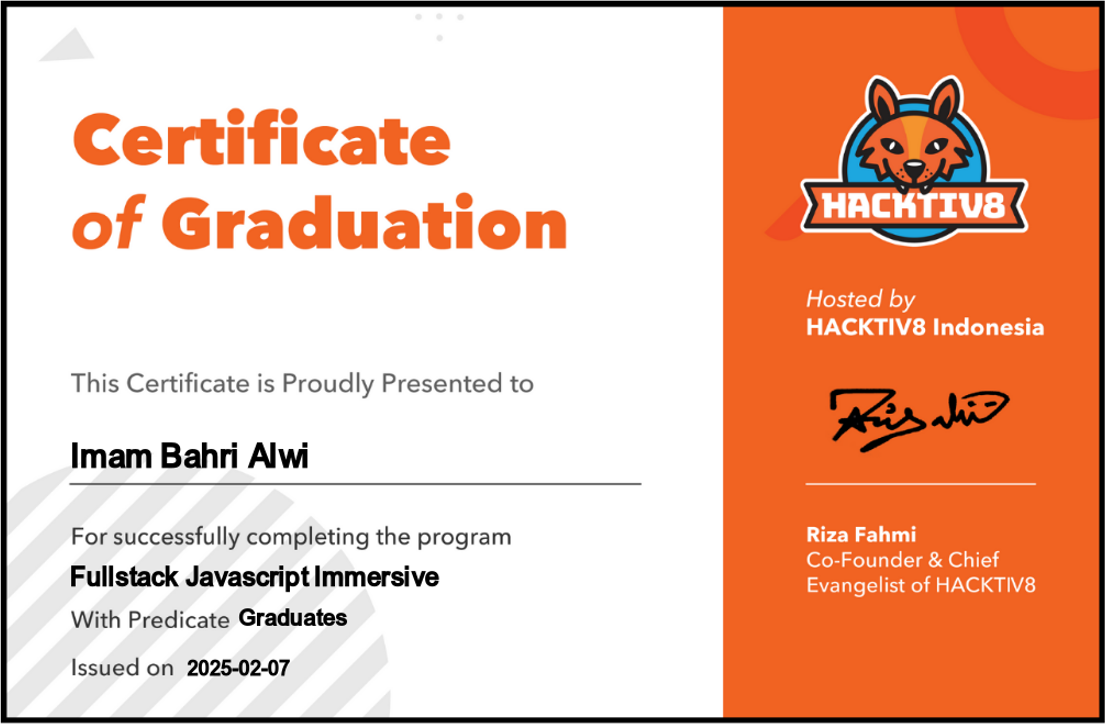 Certificate
of Graduation
This Certificate is Proudly Presented to
Imam Bahri Alwi
For successfully completing the program
Fullstack Javascript Immersive
With Predicate Graduates
Issued on 2025-02-07
HACKTIV8
Hosted by
HACKTIV8 Indonesia
Riza Fahmi
Co-Founder & Chief
Evangelist of HACKTIV8